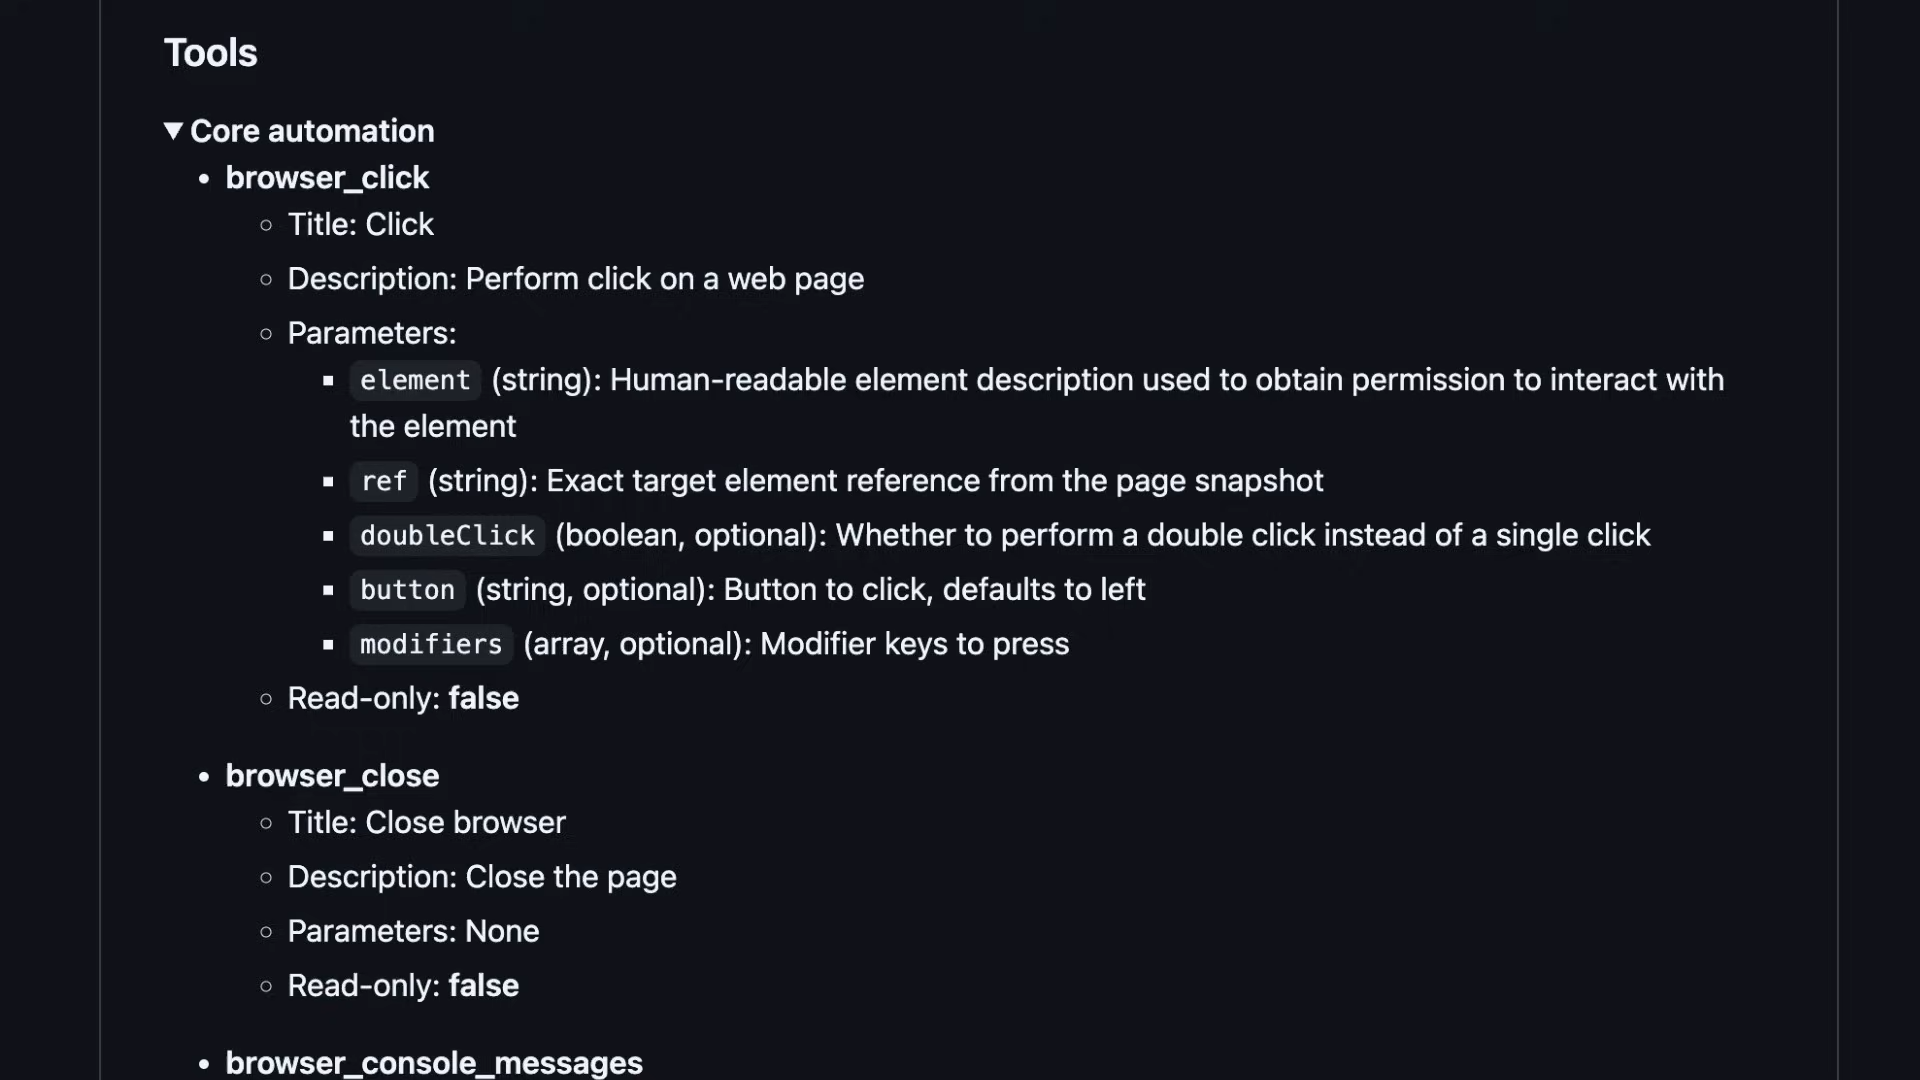 Tools
▼ Core automation
• browser_click
○ Title: Click
○ Description: Perform click on a web page
○ Parameters:
▪ element (string): Human-readable element description used to obtain permission to interact with
the element
▪ ref (string): Exact target element reference from the page snapshot
▪ doubleClick (boolean, optional): Whether to perform a double click instead of a single click
▪ button (string, optional): Button to click, defaults to left
▪ modifiers (array, optional): Modifier keys to press
○ Read-only: false
• browser_close
○ Title: Close browser
○ Description: Close the page
○ Parameters: None
○ Read-only: false
• browser_console_messages